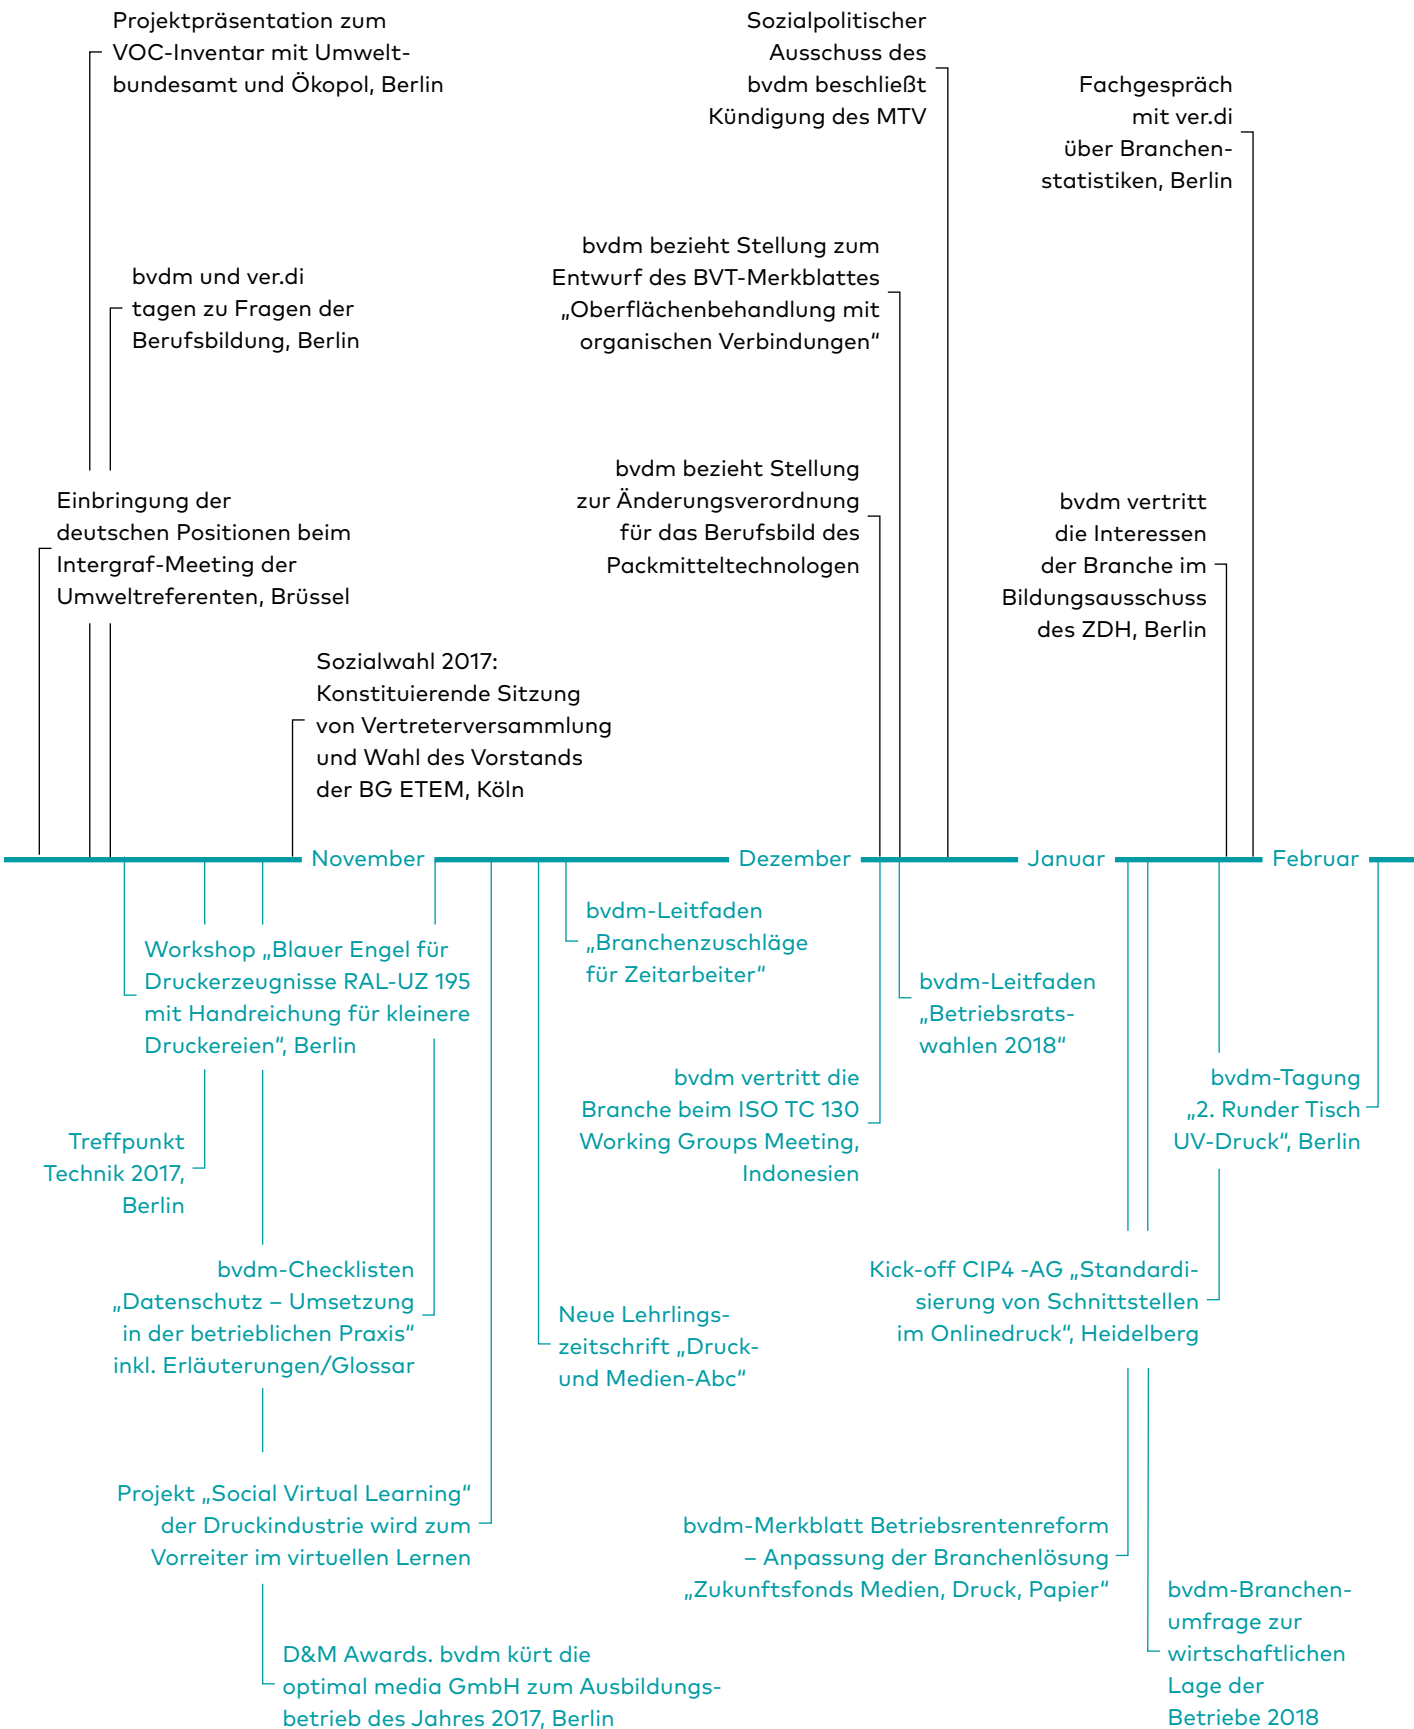 Projektpräsentation zum
VOC-Inventar mit Umwelt-
bundesamt und Ökopol, Berlin
Sozialpolitischer
Ausschuss des
bvdm beschließt
Kündigung des MTV
Fachgespräch
mit ver.di
über Branchen-
statistiken, Berlin
bvdm und ver.di
tagen zu Fragen der
Berufsbildung, Berlin
bvdm bezieht Stellung zum
Entwurf des BVT-Merkblattes
„Oberflächenbehandlung mit
organischen Verbindungen“
Einbringung der
deutschen Positionen beim
Intergraf-Meeting der
Umweltreferenten, Brüssel
bvdm bezieht Stellung
zur Änderungsverordnung
für das Berufsbild des
Packmitteltechnologen
bvdm vertritt
die Interessen
der Branche im
Bildungsausschuss
des ZDH, Berlin
Sozialwahl 2017:
Konstituierende Sitzung
von Vertreterversammlung
und Wahl des Vorstands
der BG ETEM, Köln
November
Dezember
Januar
Februar
Workshop „Blauer Engel für
Druckerzeugnisse RAL-UZ 195
mit Handreichung für kleinere
Druckereien“, Berlin
bvdm-Leitfaden
„Branchenzuschläge
für Zeitarbeiter“
bvdm-Leitfaden
„Betriebsrats-
wahlen 2018“
bvdm vertritt die
Branche beim ISO TC 130
Working Groups Meeting,
Indonesien
bvdm-Tagung
„2. Runder Tisch
UV-Druck“, Berlin
Treffpunkt
Technik 2017,
Berlin
bvdm-Checklisten
„Datenschutz – Umsetzung
in der betrieblichen Praxis“
inkl. Erläuterungen/Glossar
Neue Lehrlings-
zeitschrift „Druck-
und Medien-Abc“
Kick-off CIP4 -AG „Standardi-
sierung von Schnittstellen
im Onlinedruck“, Heidelberg
Projekt „Social Virtual Learning“
der Druckindustrie wird zum
Vorreiter im virtuellen Lernen
bvdm-Merkblatt Betriebsrentenreform
– Anpassung der Branchenlösung
„Zukunftsfonds Medien, Druck, Papier“
bvdm-Branchen-
umfrage zur
wirtschaftlichen
Lage der
Betriebe 2018
D&M Awards. bvdm kürt die
optimal media GmbH zum Ausbildungs-
betrieb des Jahres 2017, Berlin